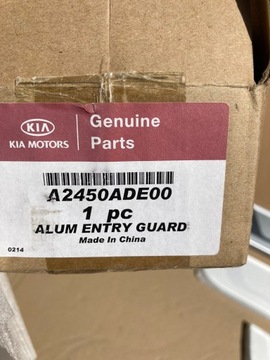 KIA
KIA MOTORS
Genuine
Parts
A2450ADE00
1 pc
ALUM ENTRY GUARD
Made In China
0214